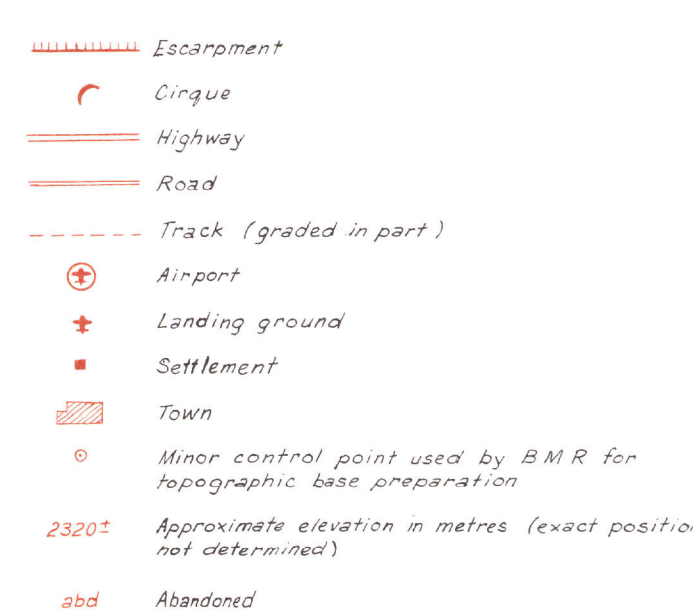 Escarpment
Cirque
Highway
Road
Track (graded in part)
Airport
Landing ground
Settlement
Town
Minor control point used by BMR for
topographic base preparation
2320± Approximate elevation in metres (exact position
not determined)
abd Abandoned